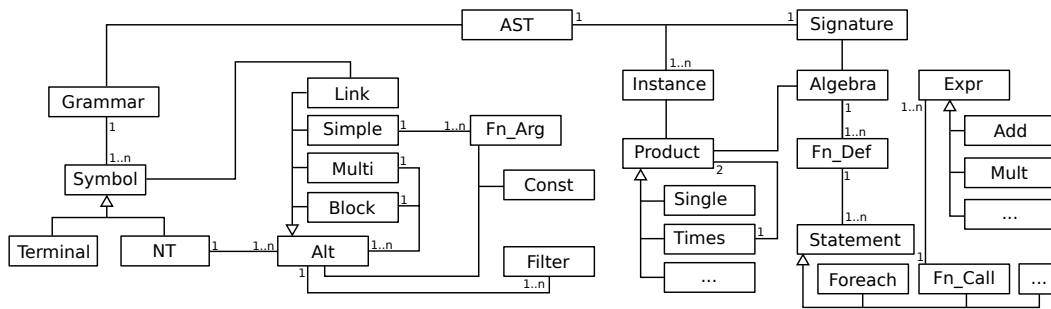 AST
1
1
Signature
1..n
Grammar
Link
Instance
Algebra
Expr
1
Simple
1
1..n
Fn_Arg
1
1..n
1..n
Add
1..n
Symbol
Multi
1
Product
2
Fn_Def
Mult
Const
1
Block
1
Single
...
1..n
Terminal
NT
1
1..n
Alt
1..n
Times
1
Statement
1
Filter
1..n
...
Foreach
1
Fn_Call
...